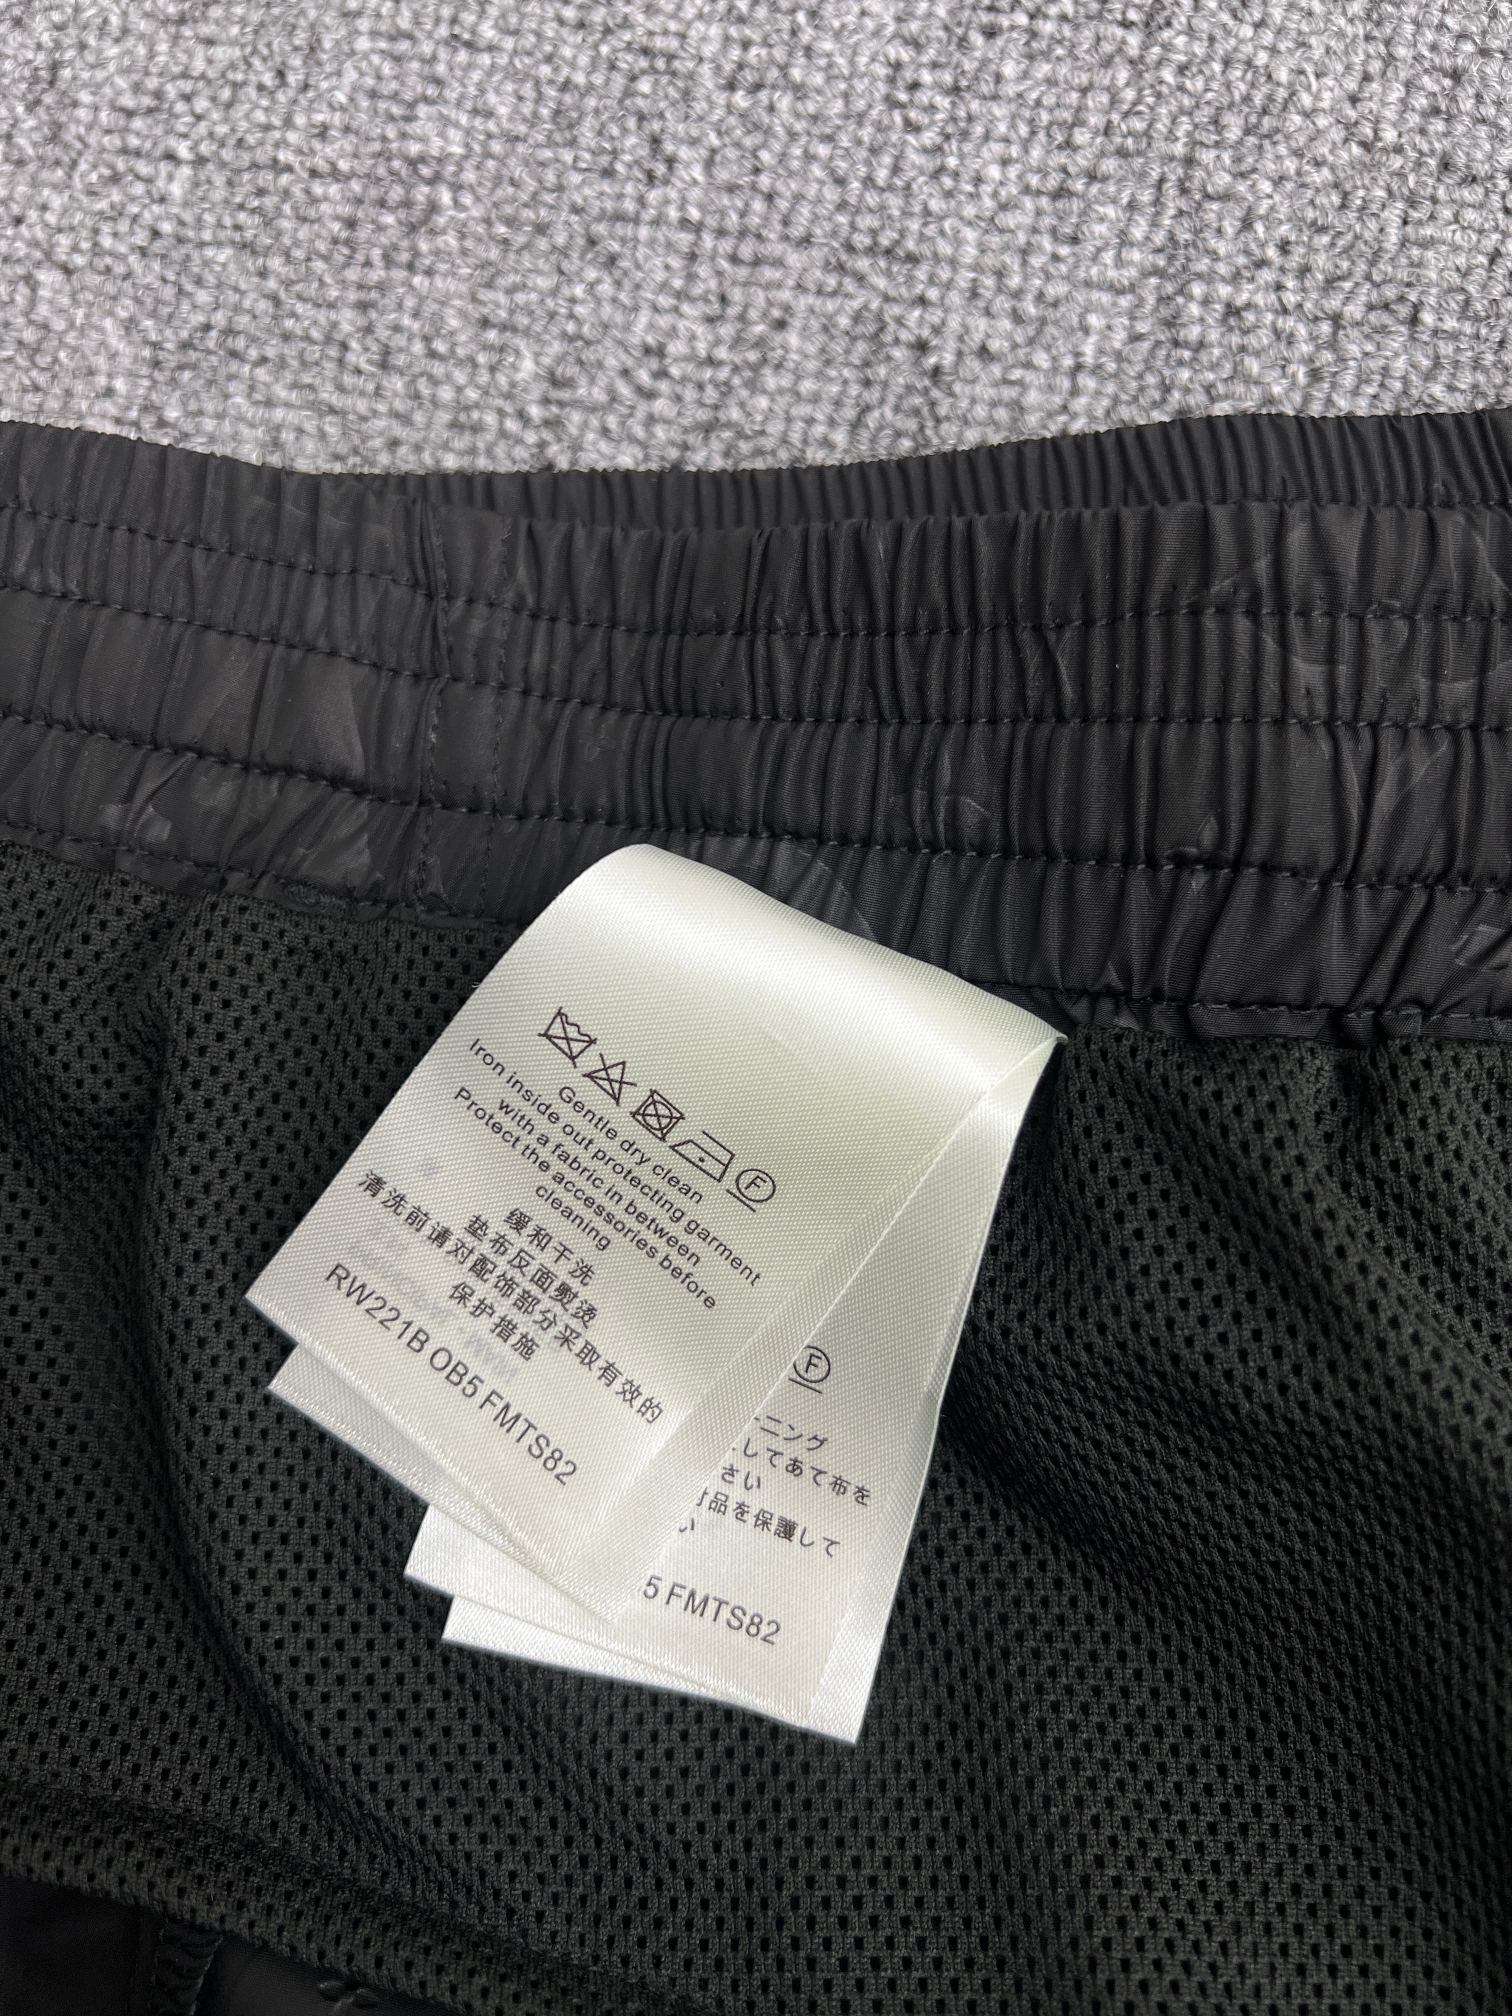 F
Gentle dry clean
Iron inside out protecting garment
with a fabric in between
Protect the accessories before
cleaning
缓和干洗
垫布反面熨烫
清洗前请对配饰部分采取有效的
保护措施
RW221B OB5 FMTS82
F
ーニング
してあて布を
さい
付品を保護して
い
5 FMTS82